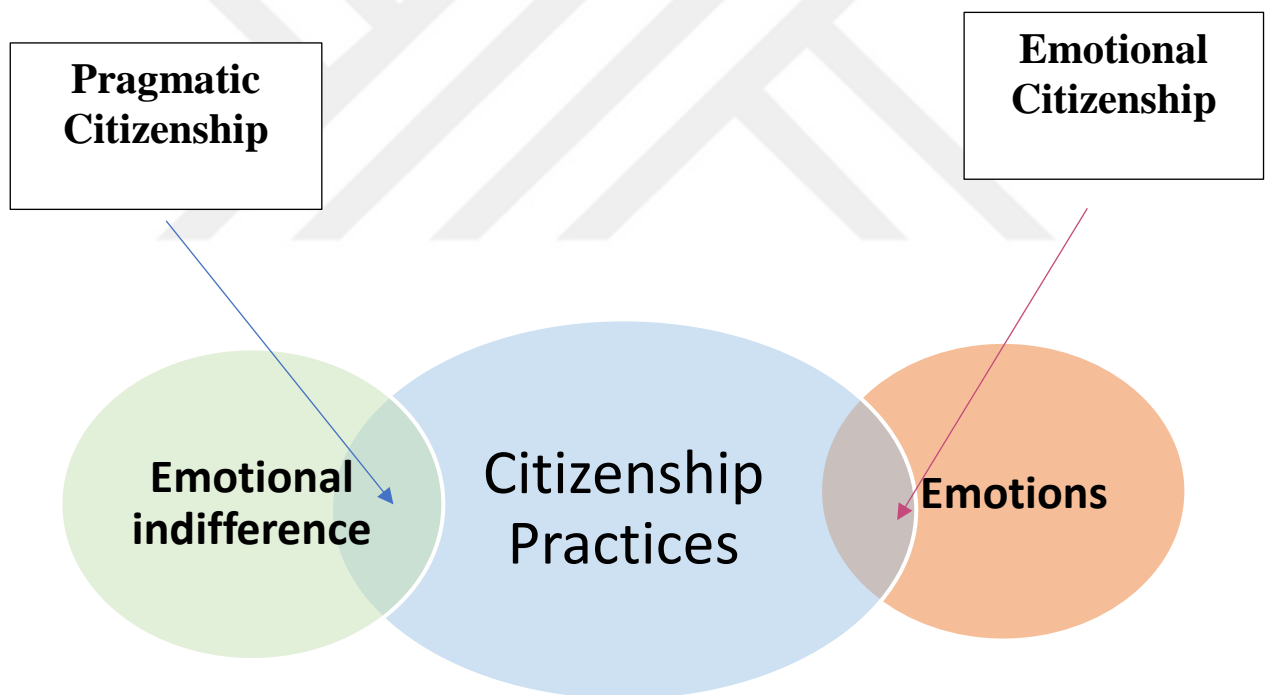 Pragmatic
Citizenship
Emotional
Citizenship
Emotional
indifference
Citizenship
Practices
Emotions